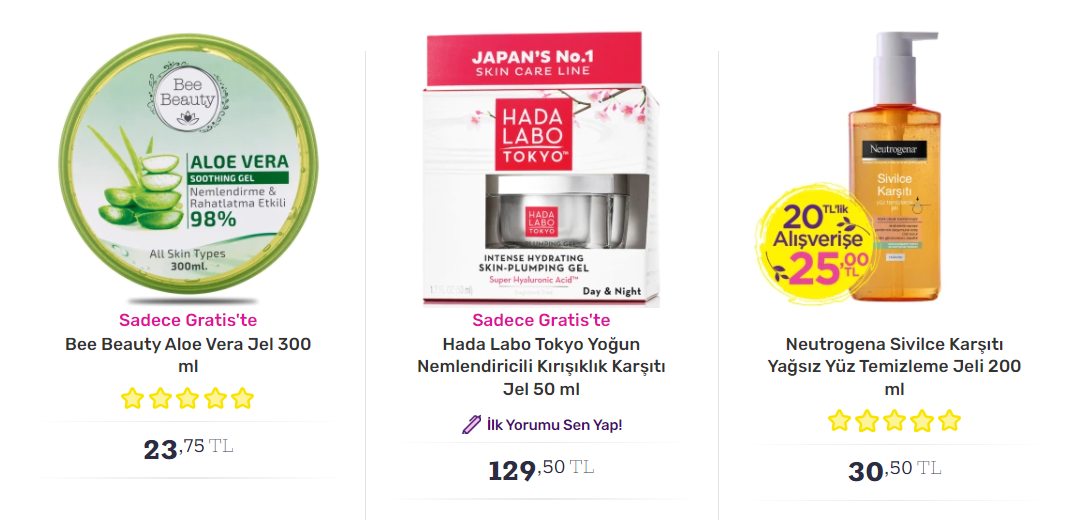 Bee
Beauty
ALOE VERA
SOOTHING GEL
Nemlendirme &
Rahatlatma Etkili
98%
All Skin Types
300ml.
Sadece Gratis'te
Bee Beauty Aloe Vera Jel 300
ml
23,75 TL
JAPAN'S No.1
SKIN CARE LINE
HADA
LABO
TOKYO™
HADA
LABO
TOKYO
INTENSE HYDRATING
SKIN-PLUMPING GEL
Super Hyaluronic Acid™
Day & Night
Sadece Gratis'te
Hada Labo Tokyo Yoğun
Nemlendiricili Kırışıklık Karşıtı
Jel 50 ml
İlk Yorumu Sen Yap!
129,50 TL
Neutrogena
Sivilce
Karşıtı
20 TL'lik
Alışverişe
25,00
TL
Neutrogena Sivilce Karşıtı
Yağsız Yüz Temizleme Jeli 200
ml
30,50 TL